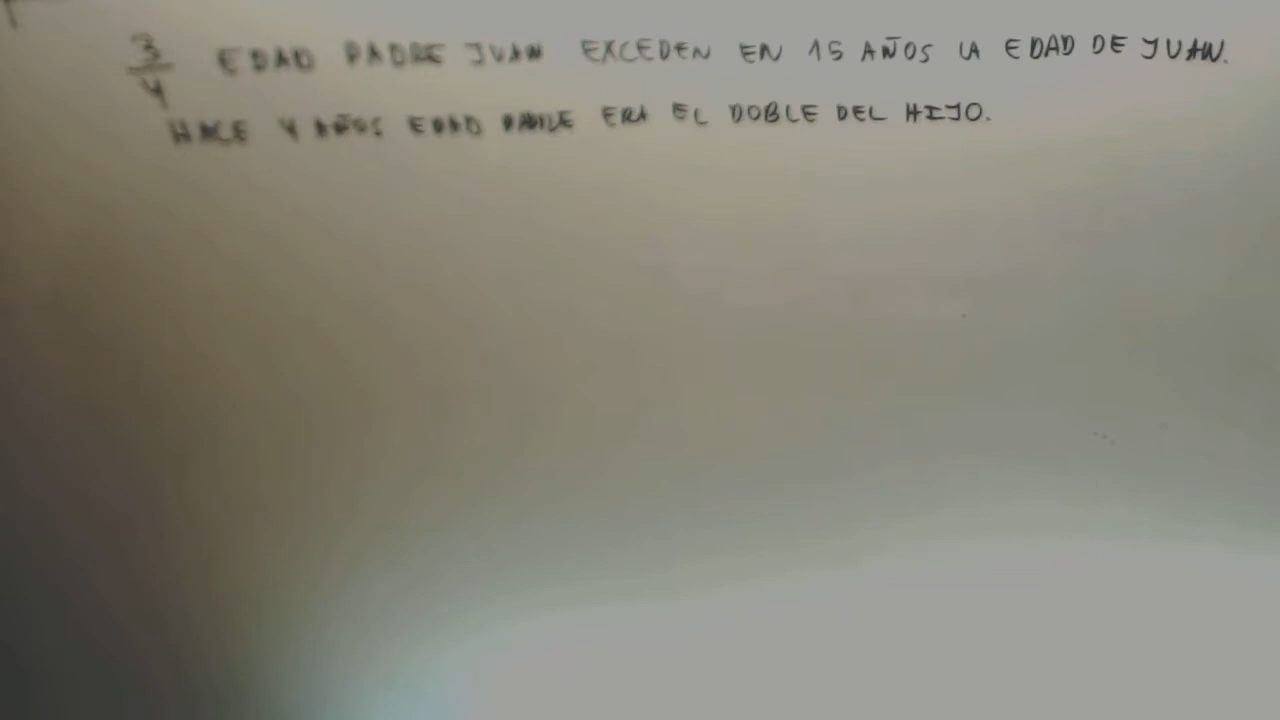 3/4 EDAD PADRE JUAN EXCEDEN EN 15 AÑOS LA EDAD DE JUAN.
HACE 4 AÑOS EDAD PADRE ERA EL DOBLE DEL HIJO.